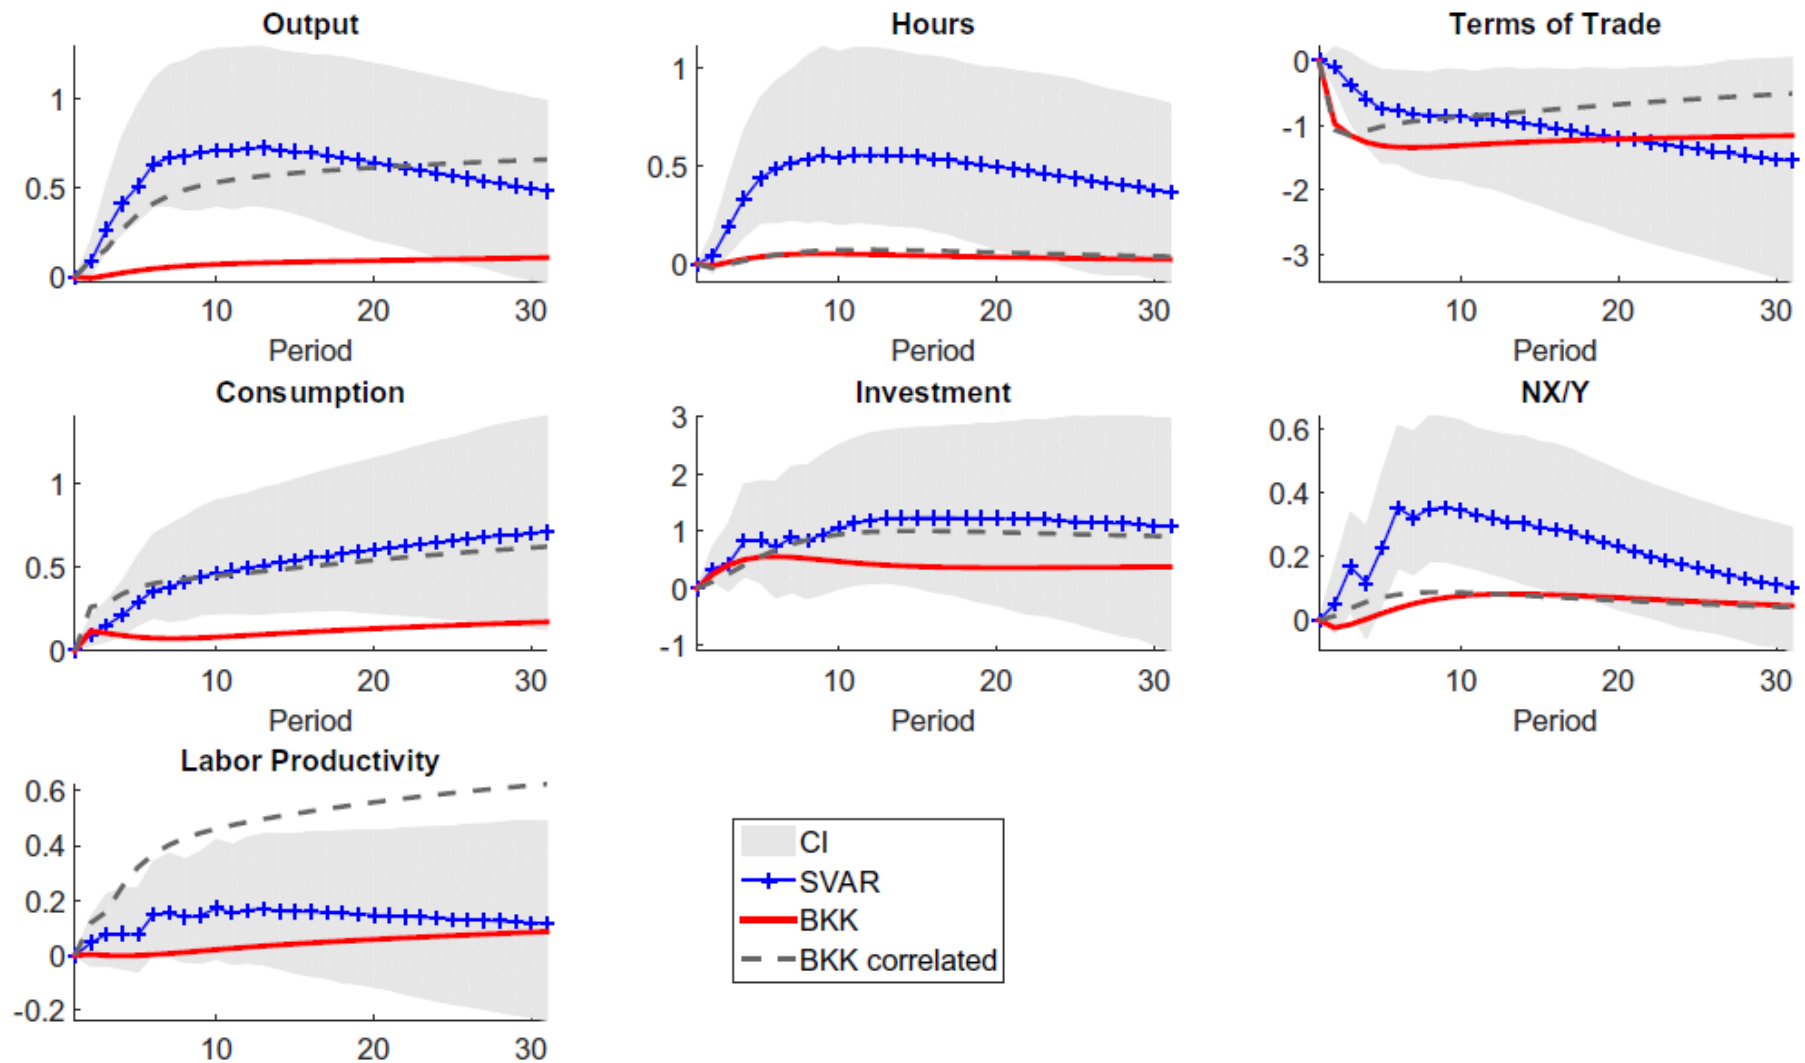 Output
1
0.5
0
10 20 30
Period
Hours
1
0.5
0
10 20 30
Period
Terms of Trade
0
-1
-2
-3
10 20 30
Period
Consumption
1
0.5
0
10 20 30
Period
Investment
3
2
1
0
-1
10 20 30
Period
NX/Y
0.6
0.4
0.2
0
10 20 30
Period
Labor Productivity
0.6
0.4
0.2
0
-0.2
10 20 30
CI
SVAR
BKK
BKK correlated